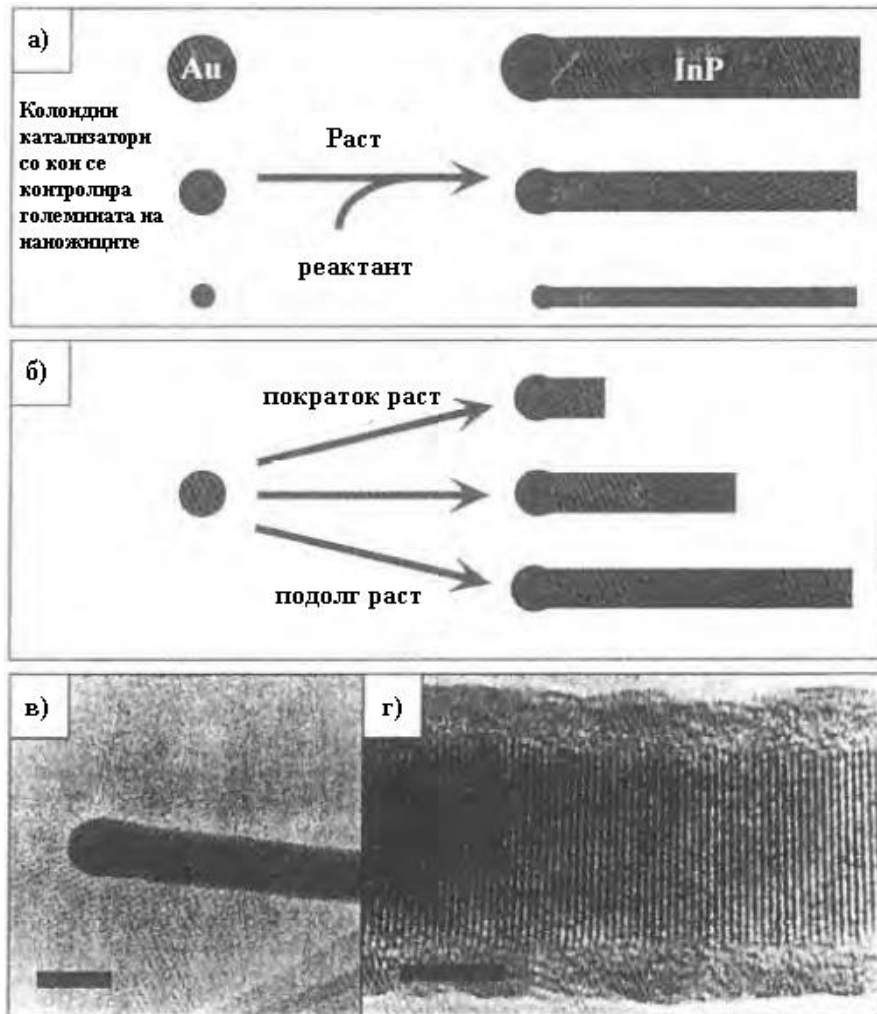 а)
Au
InP
Колоидни
катализатори
со кои се
контролира
големината на
наножиците
Раст
реактант
б)
пократок раст
подолг раст
в)
г)